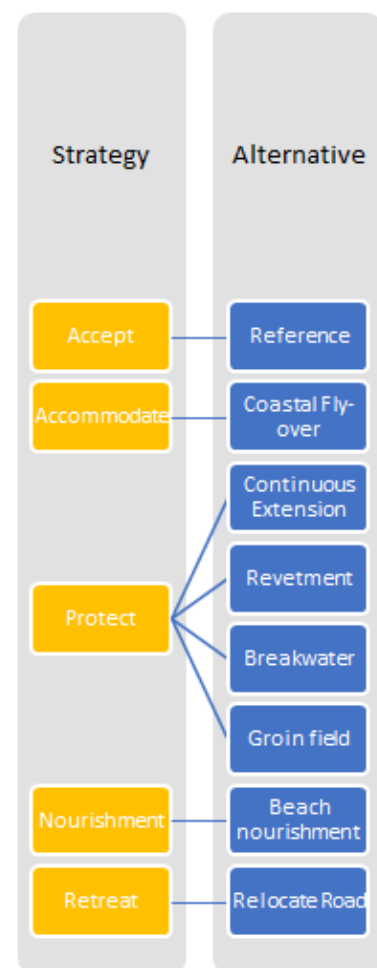 Strategy
Alternative
Accept
Reference
Accommodate
Coastal Fly-
over
Protect
Continuous
Extension
Revetment
Breakwater
Groin field
Nourishment
Beach
nourishment
Retreat
Relocate Road